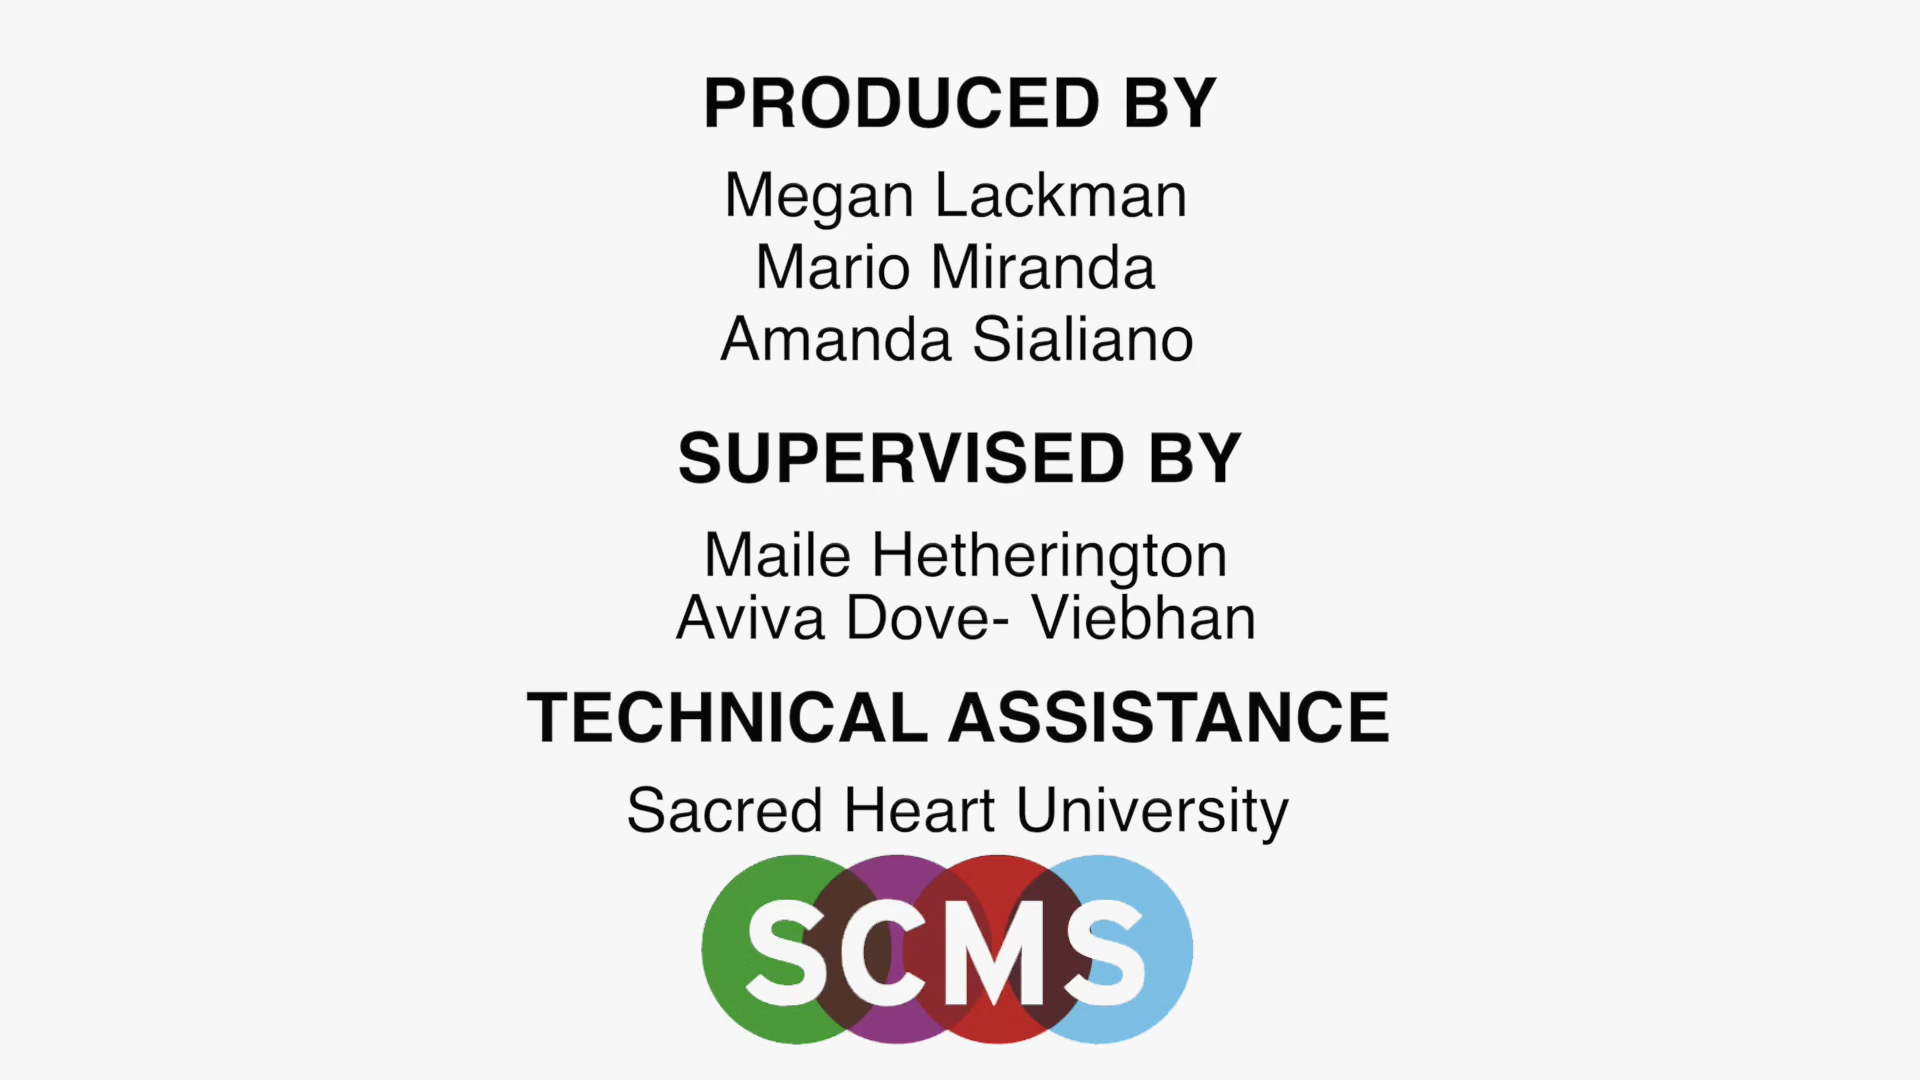 PRODUCED BY
Megan Lackman
Mario Miranda
Amanda Sialiano
SUPERVISED BY
Maile Hetherington
Aviva Dove- Viebhan
TECHNICAL ASSISTANCE
Sacred Heart University
SCMS